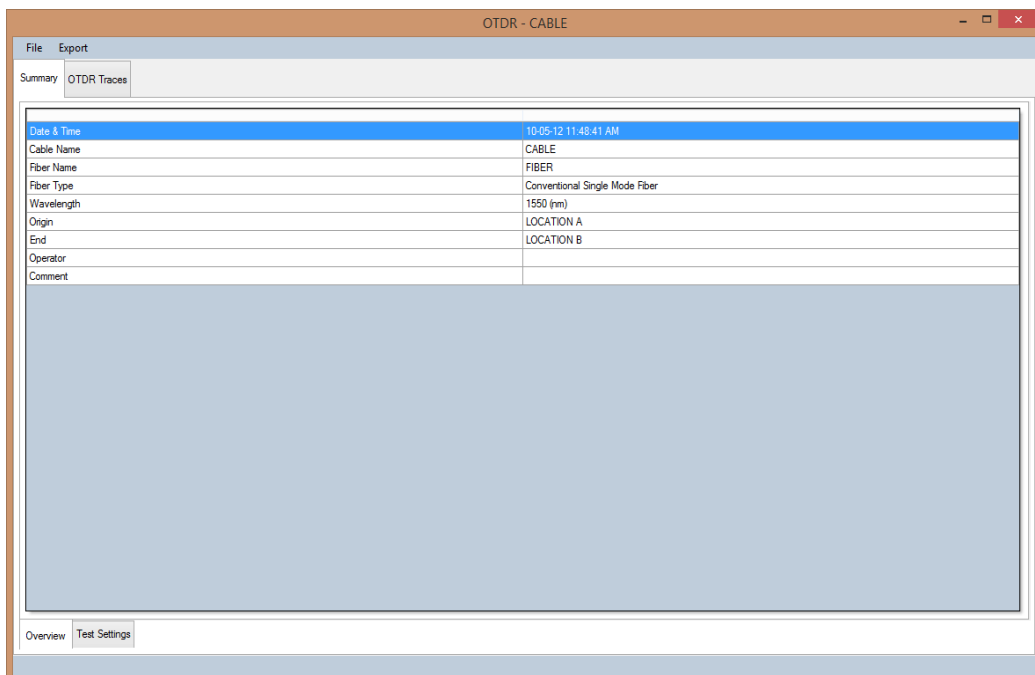 OTDR - CABLE
File Export
Summary OTDR Traces
Date & Time 10-05-12 11:48:41 AM
Cable Name CABLE
Fiber Name FIBER
Fiber Type Conventional Single Mode Fiber
Wavelength 1550 (nm)
Origin LOCATION A
End LOCATION B
Operator
Comment
Overview Test Settings